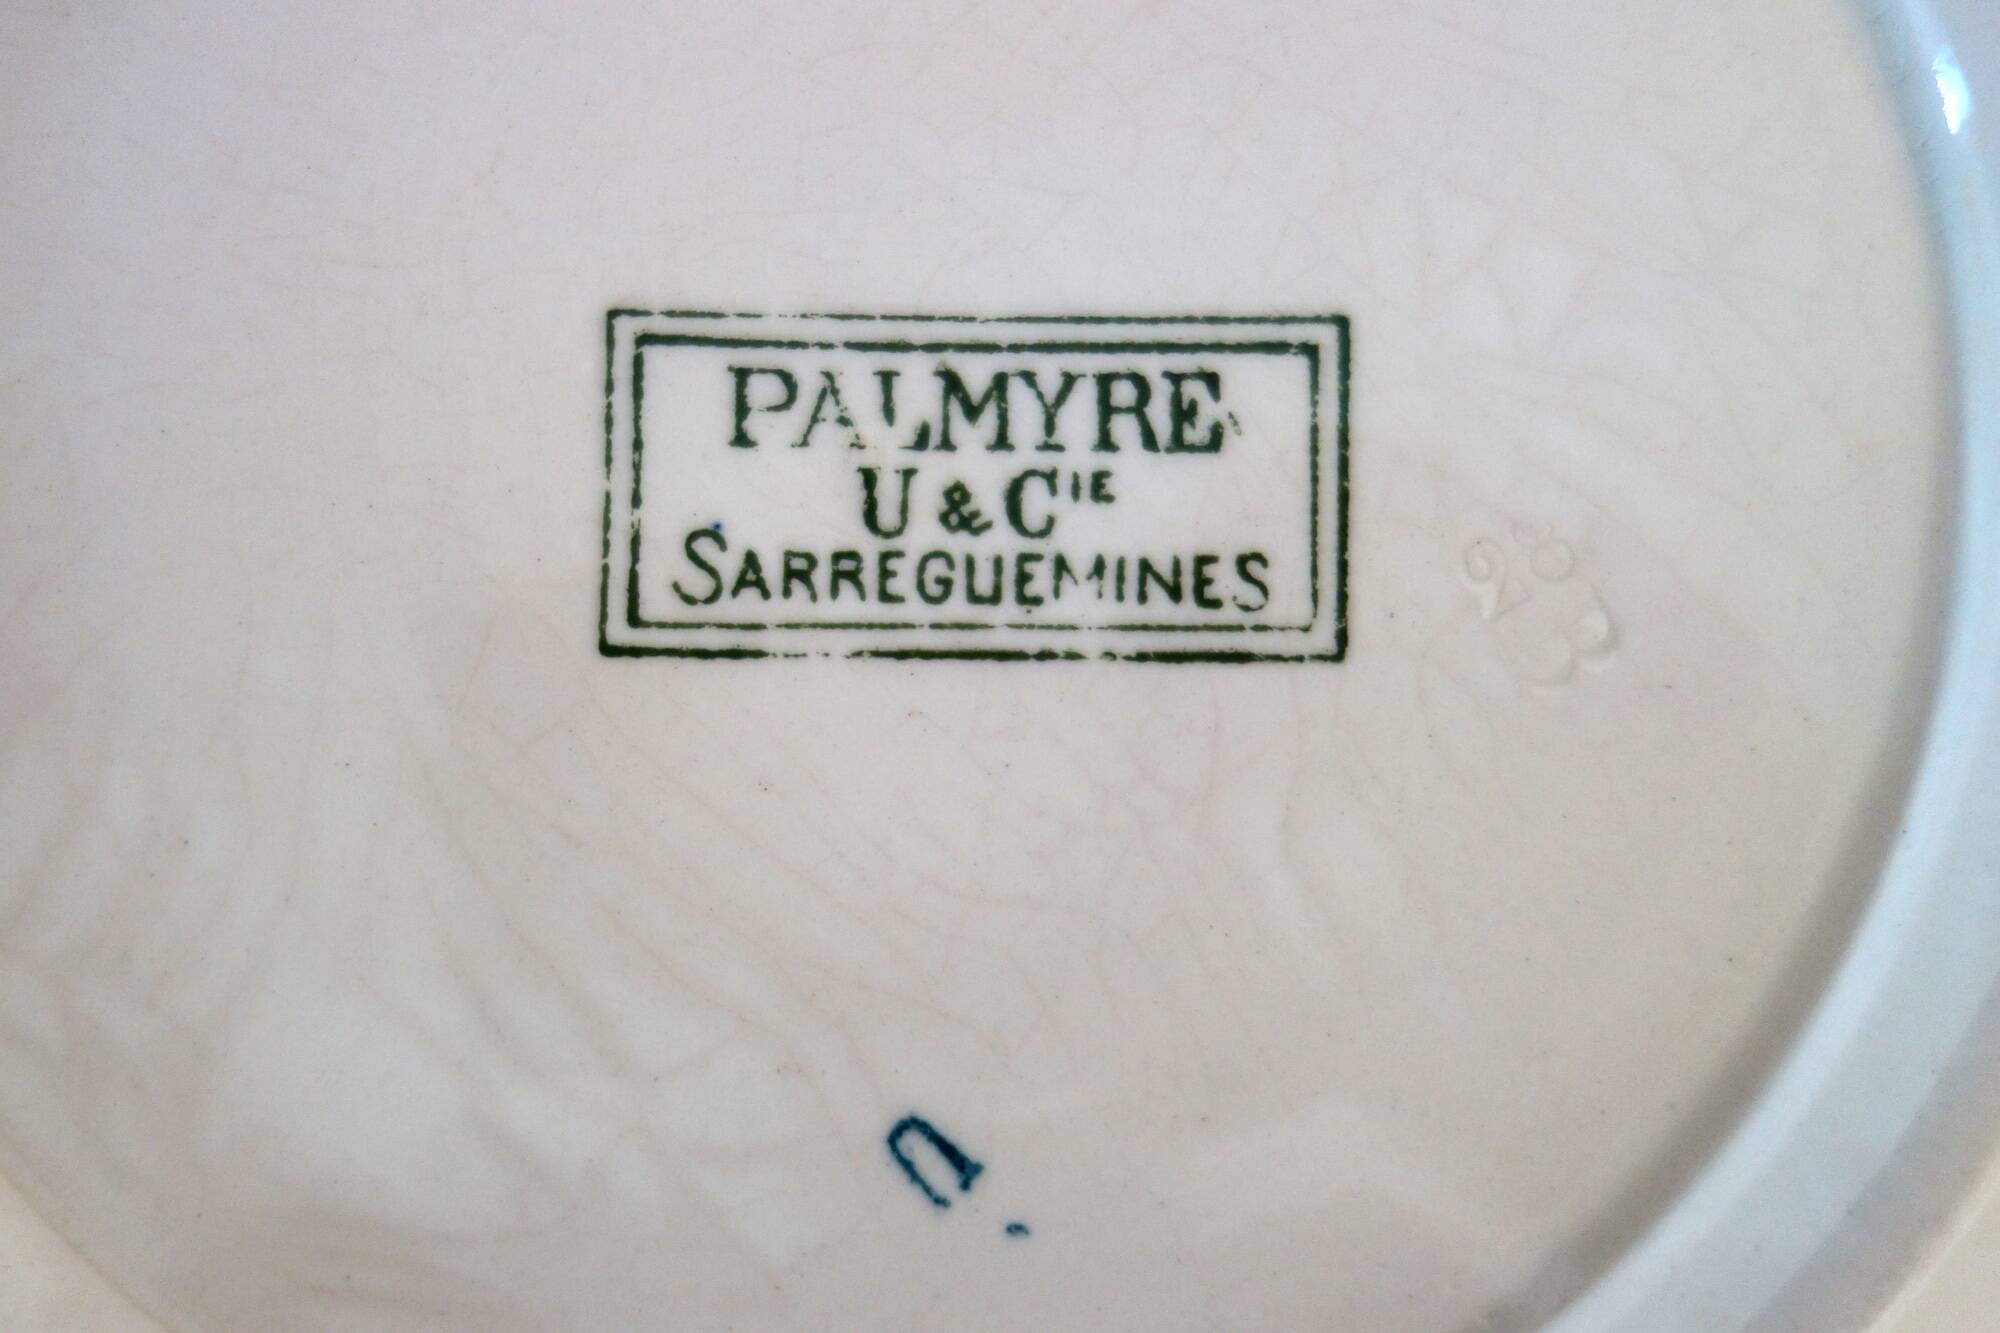 PALMYRE
U & CIE
SARREGUEMINES